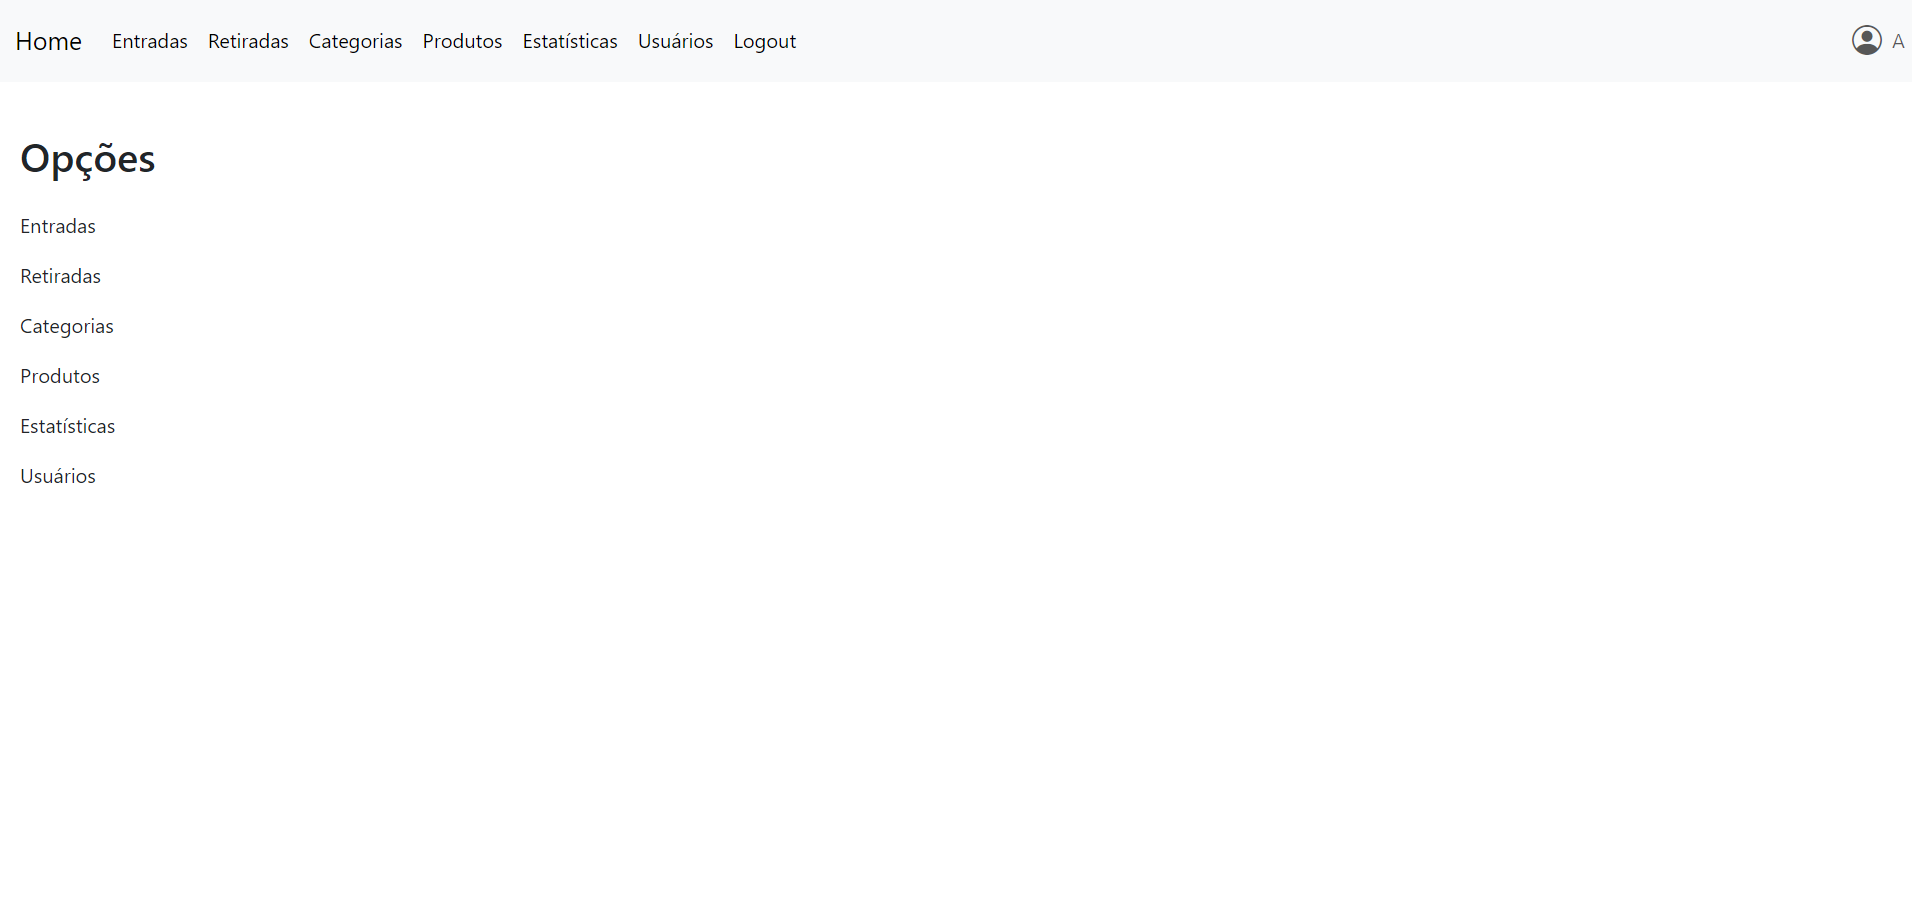 Home Entradas Retiradas Categorias Produtos Estatísticas Usuários Logout A
Opções
Entradas
Retiradas
Categorias
Produtos
Estatísticas
Usuários